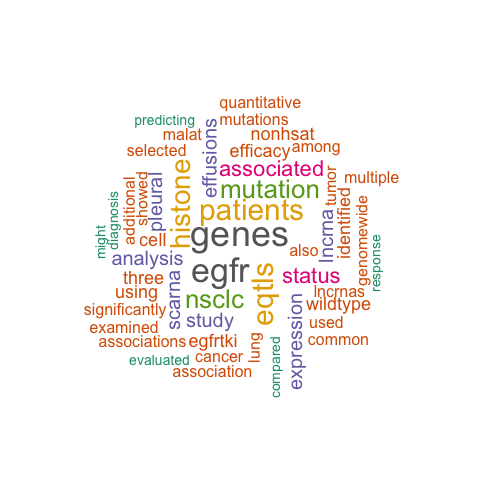 quantitative
predicting
mutations
malat
nonhsat
selected
efficacy
among
effusions
associated
multiple
histone
pleural
mutation
tumor
showed
additional
patients
diagnosis
might
genes
lncrna
identified
genomewide
response
cell
also
analysis
egfr
eqtls
status
three
scarna
using
nsclc
lncrnas
wildtype
significantly
study
expression
used
examined
associations
egfrtki
lung
common
evaluated
cancer
compared
association